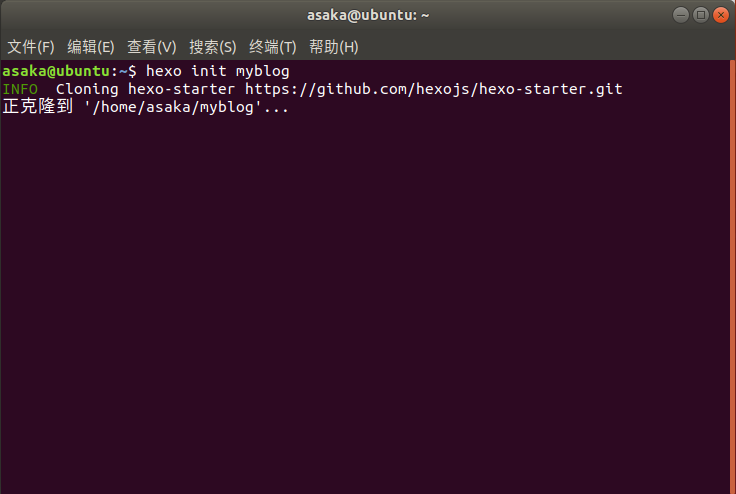 asaka@ubuntu: ~
文件(F) 编辑(E) 查看(V) 搜索(S) 终端(T) 帮助(H)
asaka@ubuntu:~$ hexo init myblog
INFO  Cloning hexo-starter https://github.com/hexojs/hexo-starter.git
正克隆到 '/home/asaka/myblog'...